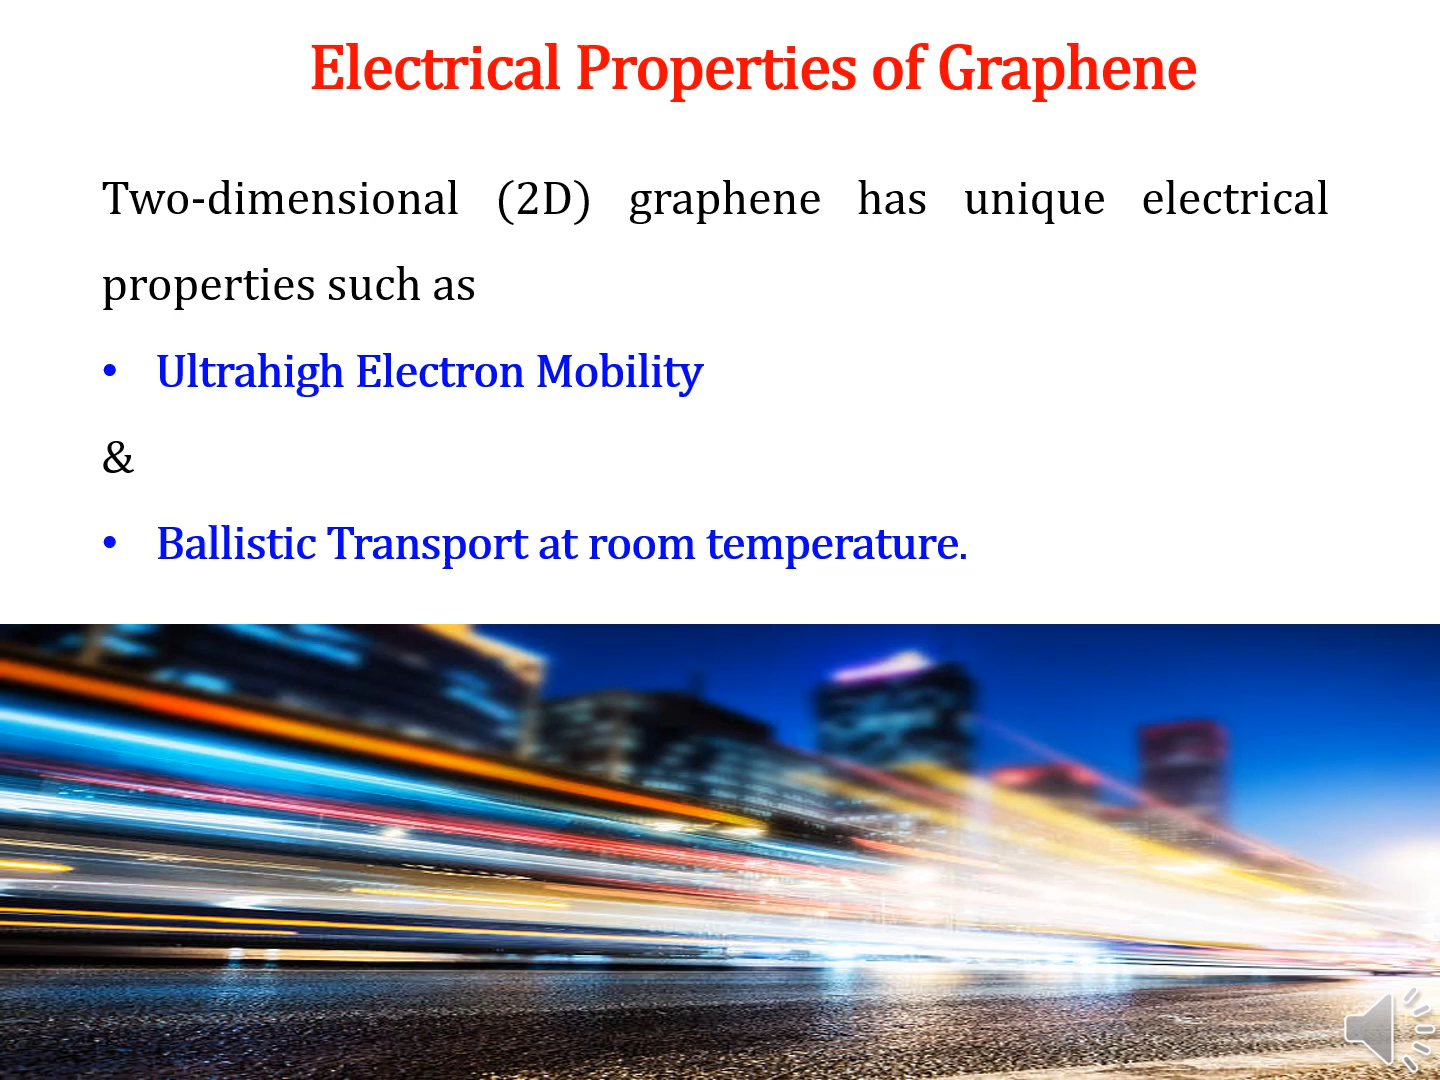 Electrical Properties of Graphene
Two-dimensional (2D) graphene has unique electrical
properties such as
• Ultrahigh Electron Mobility
&
• Ballistic Transport at room temperature.